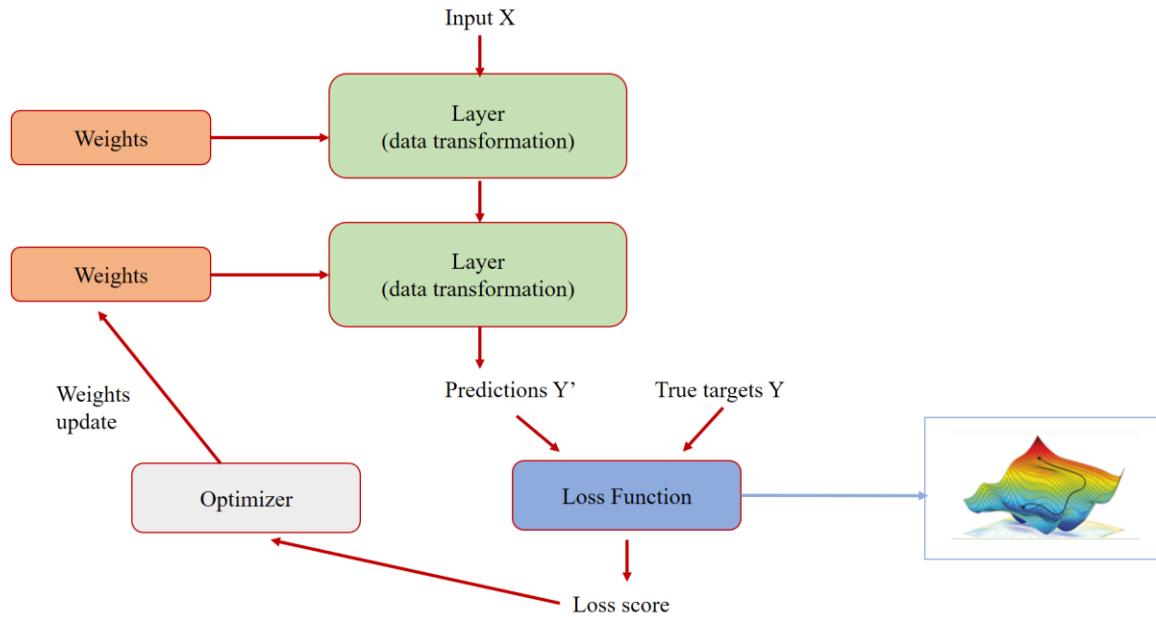 Input X
Layer
(data transformation)
Weights
Layer
(data transformation)
Weights
Predictions Y’
True targets Y
Weights
update
Optimizer
Loss Function
Loss score